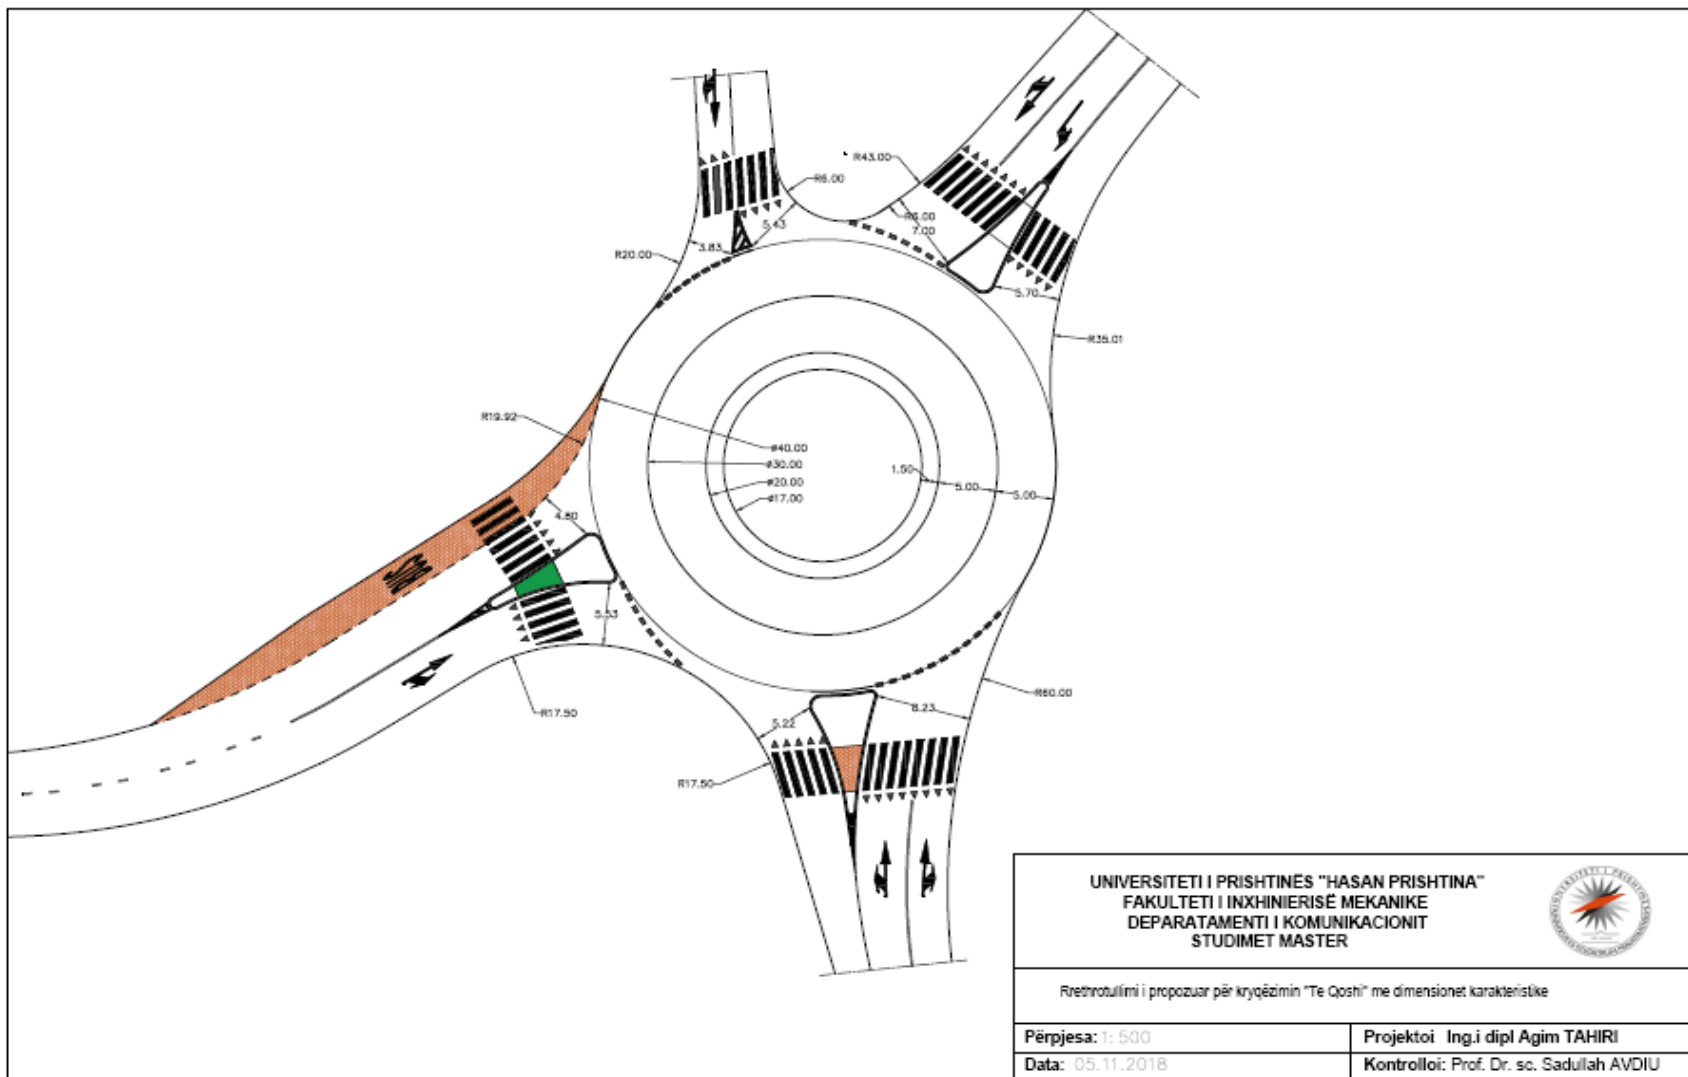 R6.00
R43.00
R6.00
7.00
5.43
3.83
R20.00
5.70
R35.01
R19.92
ø40.00
ø30.00
ø20.00
ø17.00
1.50
5.00
5.00
4.80
5.53
R17.50
R60.00
8.23
5.22
R17.50
UNIVERSITETI I PRISHTINËS "HASAN PRISHTINA"
FAKULTETI I INXHINIERISË MEKANIKE
DEPARATAMENTI I KOMUNIKACIONIT
STUDIMET MASTER
Rrethrotullimi i propozuar për kryqëzimin "Te Qoshi" me dimensionet karakteristike
Përpjesa: 1: 500
Projektoi Ing.i dipl Agim TAHIRI
Data: 05.11.2018
Kontrolloi: Prof. Dr. sc. Sadullah AVDIU